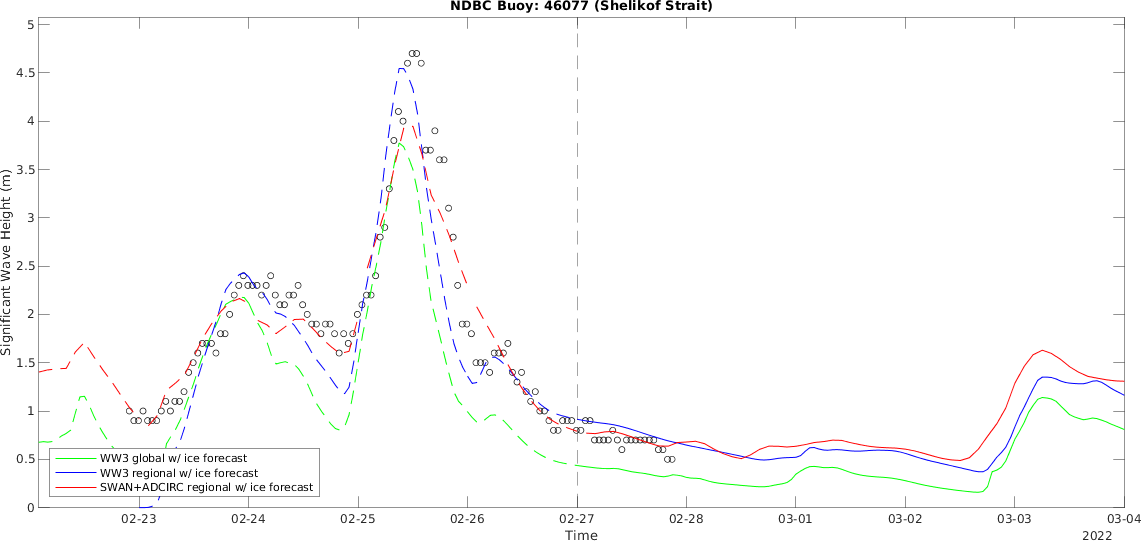 NDBC Buoy: 46077 (Shelikof Strait)
5
4.5
4
3.5
3
2.5
2
1.5
1
0.5
0
Significant Wave Height (m)
WW3 global w/ ice forecast
WW3 regional w/ ice forecast
SWAN+ADCIRC regional w/ ice forecast
02-23 02-24 02-25 02-26 02-27 02-28 03-01 03-02 03-03 03-04
Time
2022